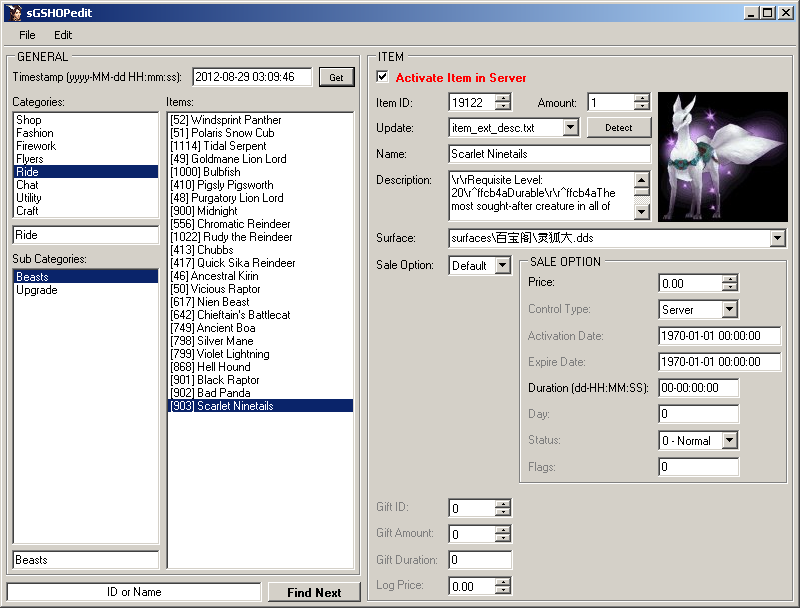 sGSHOPedit
File Edit
GENERAL
Timestamp (yyyy-MM-dd HH:mm:ss): 2012-08-29 03:09:46 Get
Categories:
Shop
Fashion
Firework
Flyers
Ride
Chat
Utility
Craft
Ride
Sub Categories:
Beasts
Upgrade
Beasts
Items:
[52] Windsprint Panther
[51] Polaris Snow Cub
[1114] Tidal Serpent
[49] Goldmane Lion Lord
[1000] Bulbfish
[410] Pigsly Pigsworth
[48] Purgatory Lion Lord
[900] Midnight
[556] Chromatic Reindeer
[1022] Rudy the Reindeer
[413] Chubbs
[417] Quick Sika Reindeer
[46] Ancestral Kirin
[50] Vicious Raptor
[617] Nien Beast
[642] Chieftain's Battlecat
[749] Ancient Boa
[798] Silver Mane
[799] Violet Lightning
[868] Hell Hound
[901] Black Raptor
[902] Bad Panda
[903] Scarlet Ninetails
ID or Name Find Next
ITEM
Activate Item in Server
Item ID: 19122 Amount: 1
Update: item_ext_desc.txt Detect
Name: Scarlet Ninetails
Description: \r\rRequisite Level:
20\r^ffcb4aDurable\r\r^ffcb4aThe
most sought-after creature in all of
Surface: surfaces\百宝阁\灵狐大.dds
Sale Option: Default
SALE OPTION
Price: 0.00
Control Type: Server
Activation Date: 1970-01-01 00:00:00
Expire Date: 1970-01-01 00:00:00
Duration (dd-HH:MM:SS): 00-00:00:00
Day: 0
Status: 0 - Normal
Flags: 0
Gift ID: 0
Gift Amount: 0
Gift Duration: 0
Log Price: 0.00